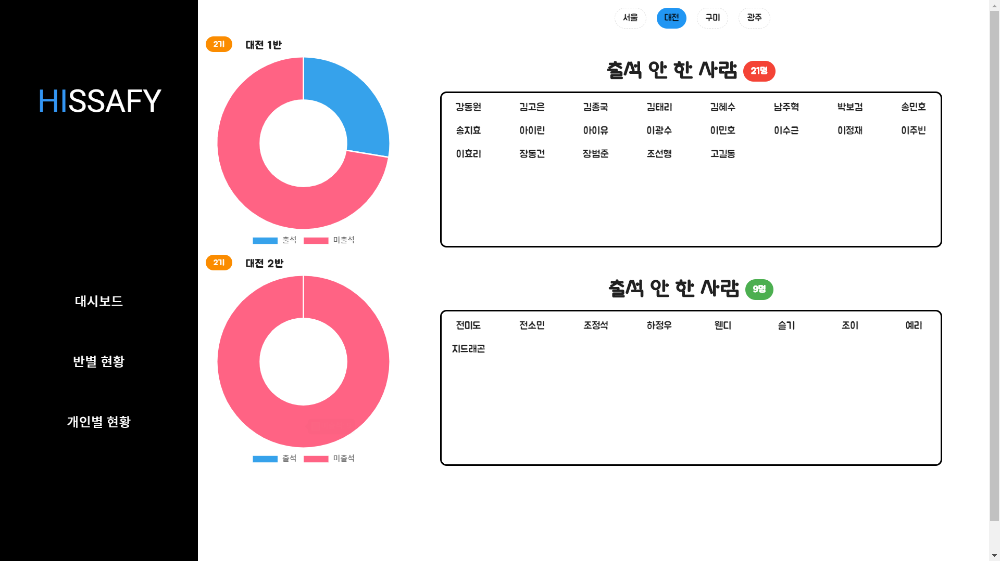 HISSAFY
대시보드
반별 현황
개인별 현황
서울 대전 구미 광주
2기 대전 1반
출석 미출석
출석 안 한 사람 21명
강동원 김고은 김종국 김태리 김혜수 남주혁 박보검 송민호
송지효 아이린 아이유 이광수 이민호 이수근 이정재 이주빈
이효리 장동건 장범준 조선행 고길동
2기 대전 2반
출석 미출석
출석 안 한 사람 9명
전미도 전소민 조정석 하정우 웬디 슬기 조이 예리
지드래곤